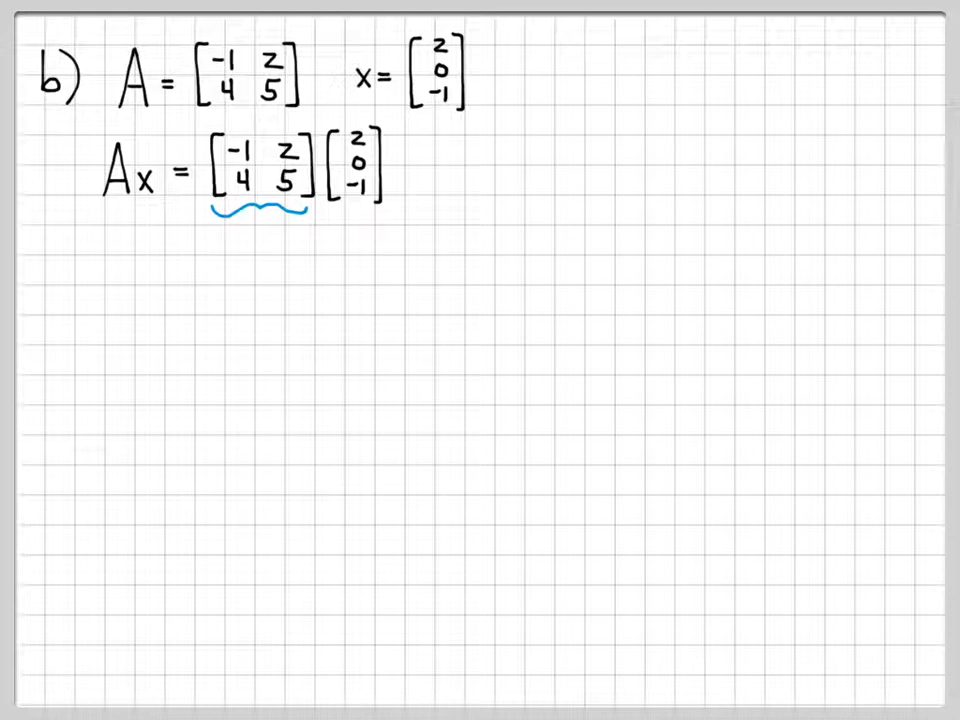 b) A = [-1 2; 4 5] x = [2; 0; -1]
Ax = [-1 2; 4 5] [2; 0; -1]